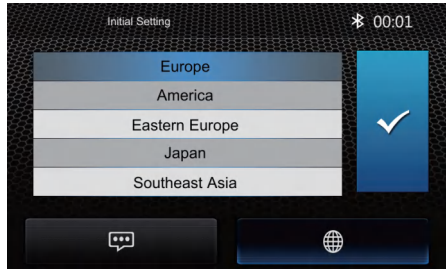 Initial Setting
00:01
Europe
America
Eastern Europe
Japan
Southeast Asia